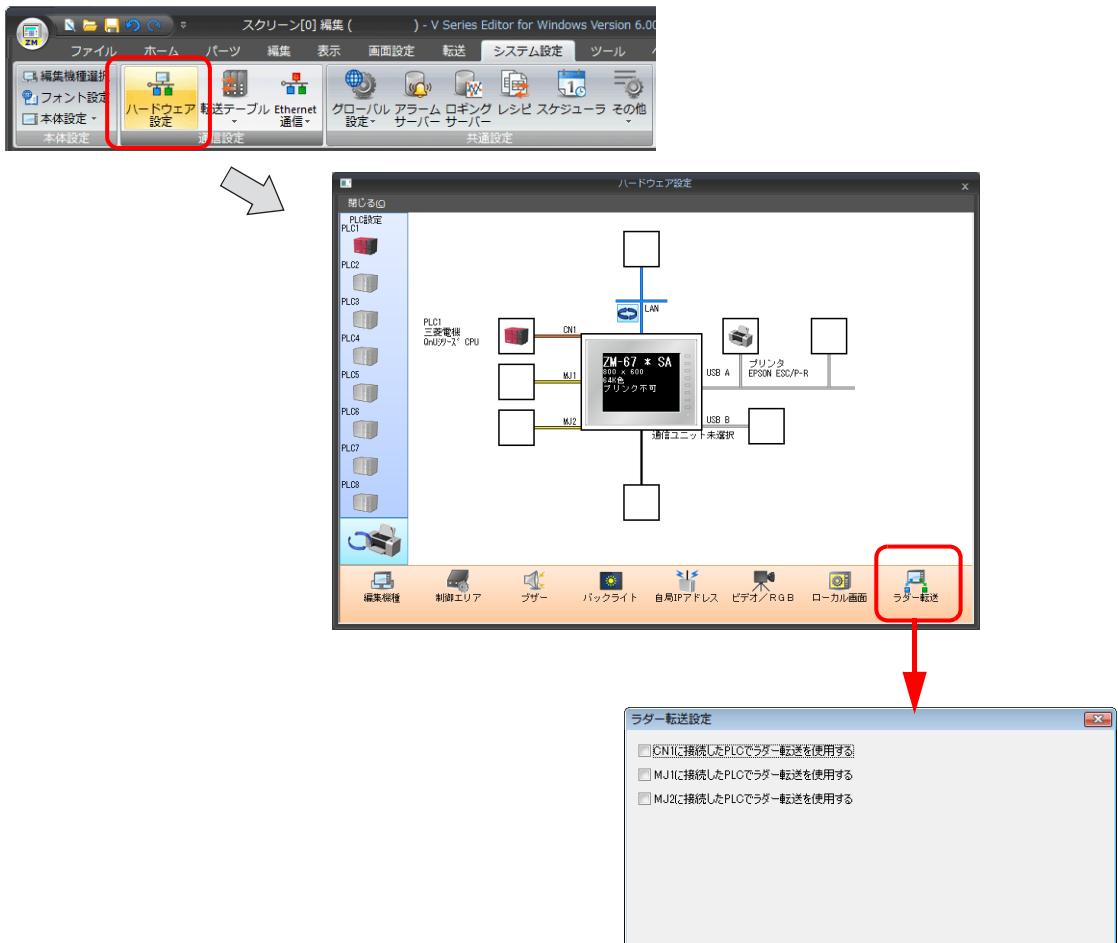 スクリーン[0] 編集 ( ) - V Series Editor for Windows Version 6.00
ZM
ファイル ホーム パーツ 編集 表示 画面設定 転送 システム設定 ツール
編集機種選択
フォント設定
本体設定
ハードウェア
設定
転送テーブル
Ethernet
通信
グローバル
設定
アラーム
サーバー
ロギング
サーバー
レシピ
スケジューラ
その他
本体設定 通信設定 共通設定
ハードウェア設定
x
閉じる(C)
PLC設定
PLC1
PLC2
PLC3
PLC4
PLC5
PLC6
PLC7
PLC8
PLC1
三菱電機
QnUシリーズ CPU
LAN
CN1
MJ1
MJ2
ZM-67 * SA
800 x 600
64K色
ブリンク不可
USB A
プリンタ
EPSON ESC/P-R
USB B
通信ユニット未選択
編集機種 制御エリア ブザー バックライト 自局IPアドレス ビデオ/RGB ローカル画面 ラダー転送
ラダー転送設定
CN1に接続したPLCでラダー転送を使用する
MJ1に接続したPLCでラダー転送を使用する
MJ2に接続したPLCでラダー転送を使用する